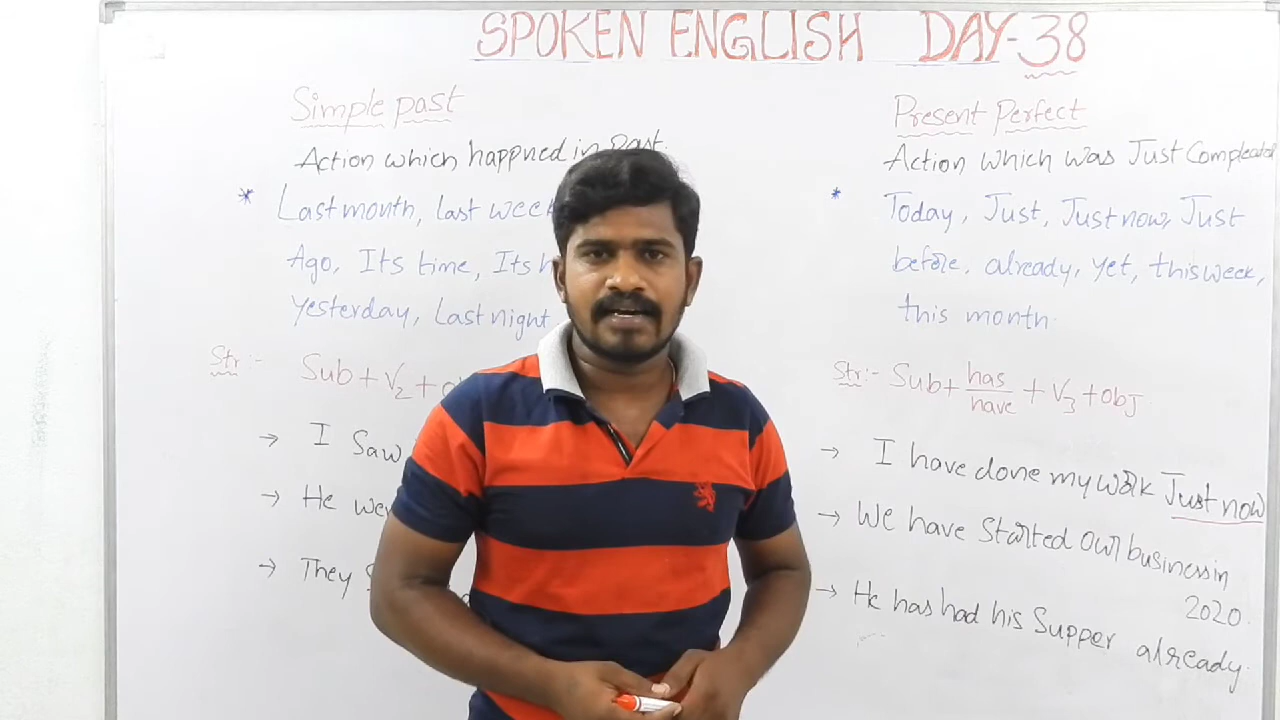 SPOKEN ENGLISH DAY-38
Simple past
Action which happned in Past.
* Last month, last week
Ago, Its time, Its h
Yesterday, Last night
Str :- Sub + V2 + ob
→ I Saw
→ He wen
→ They S
Present Perfect
Action which was Just Compleated
* Today, Just, Just now, Just
before, already, yet, this week,
this month.
Str :- Sub + has/have + V3 + obj
→ I have done my work Just now
→ We have Started our business in
2020.
→ He has had his Supper already.